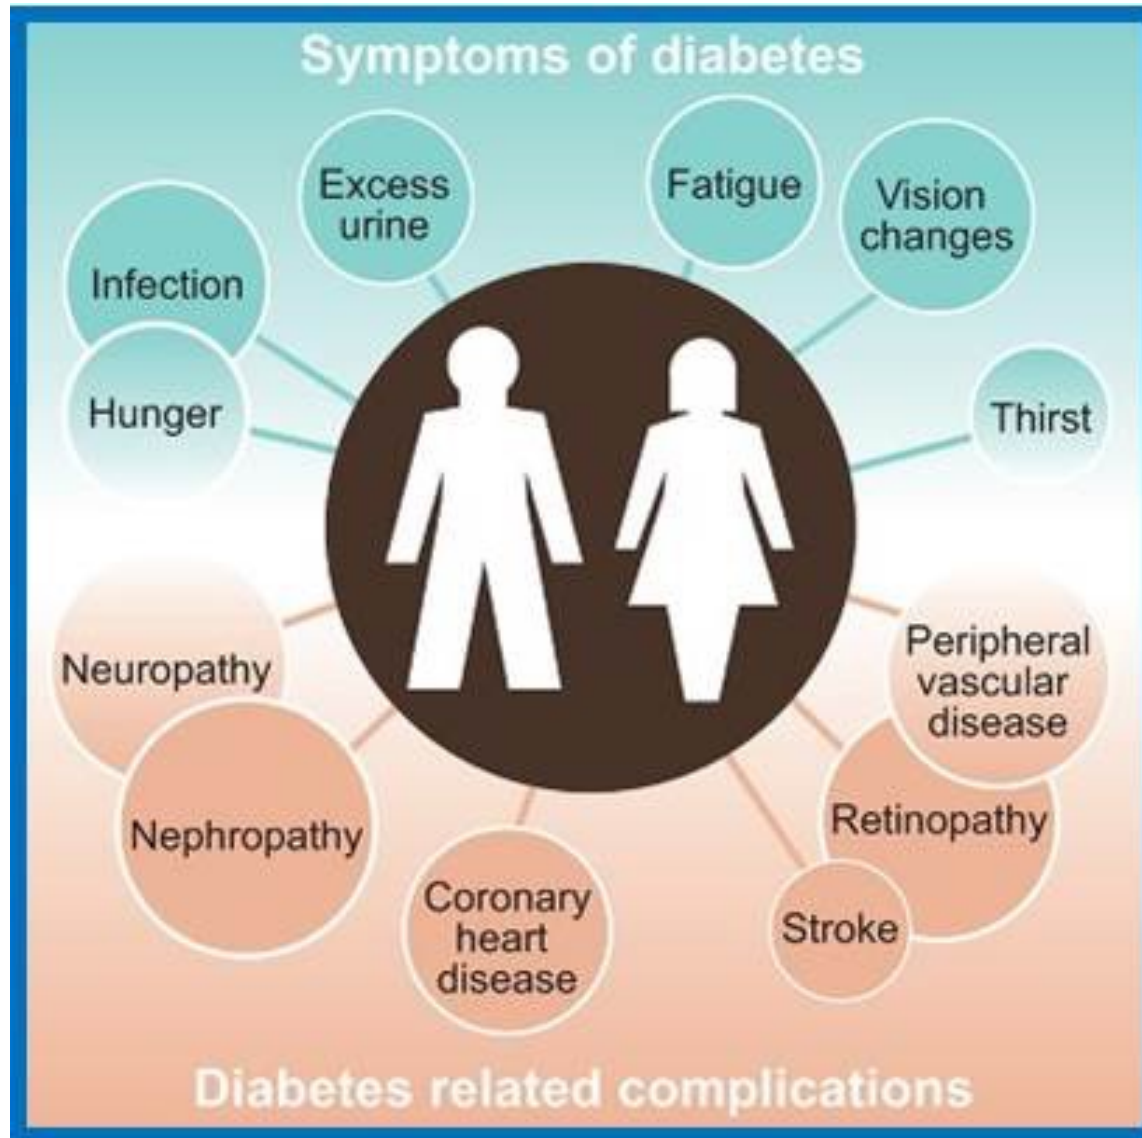 Symptoms of diabetes
Excess
urine
Fatigue
Vision
changes
Infection
Hunger
Thirst
Neuropathy
Peripheral
vascular
disease
Nephropathy
Retinopathy
Coronary
heart
disease
Stroke
Diabetes related complications